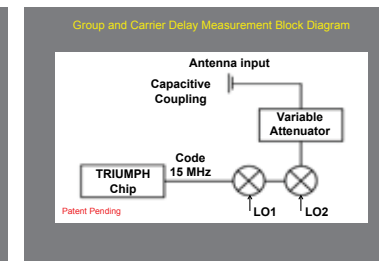 Group and Carrier Delay Measurement Block Diagram
Antenna input
Capacitive
Coupling
Variable
Attenuator
Code
15 MHz
TRIUMPH
Chip
LO1
LO2
Patent Pending